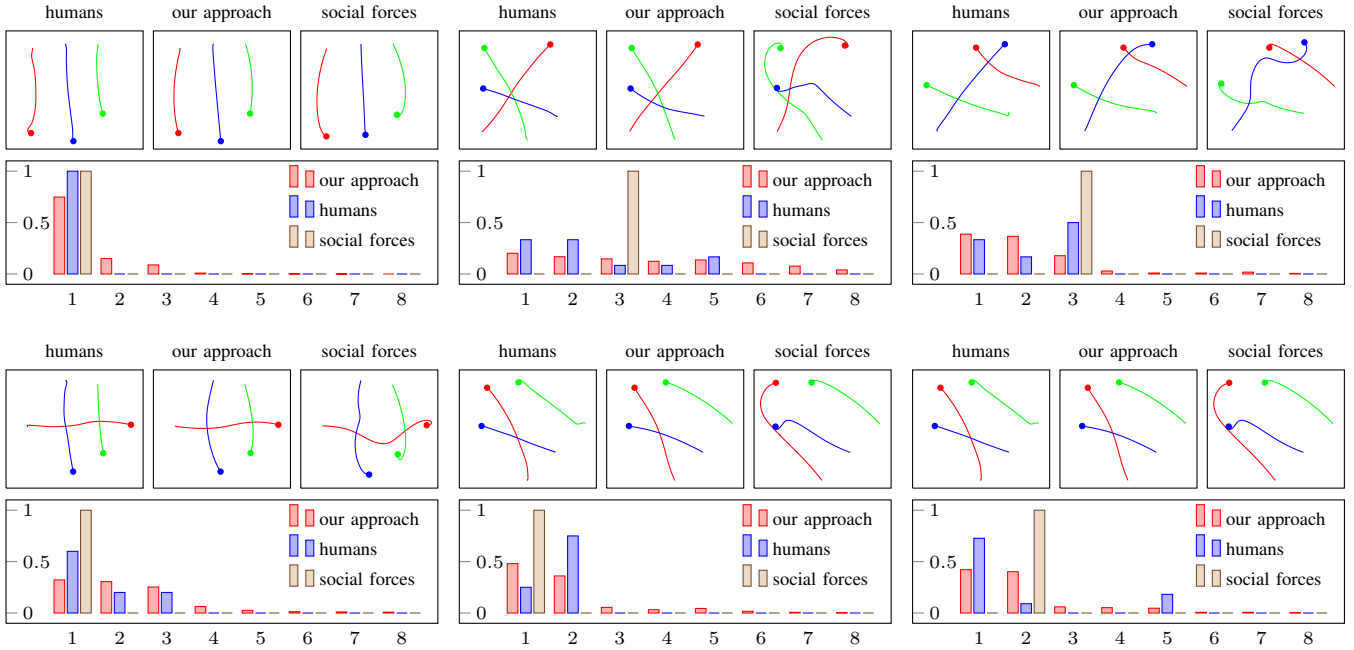 humans our approach social forces humans our approach social forces humans our approach social forces
1 our approach 1 our approach 1 our approach
0.5 humans 0.5 humans 0.5 humans
social forces social forces social forces
0 0 0
1 2 3 4 5 6 7 8 1 2 3 4 5 6 7 8 1 2 3 4 5 6 7 8
humans our approach social forces humans our approach social forces humans our approach social forces
1 our approach 1 our approach 1 our approach
0.5 humans 0.5 humans 0.5 humans
social forces social forces social forces
0 0 0
1 2 3 4 5 6 7 8 1 2 3 4 5 6 7 8 1 2 3 4 5 6 7 8